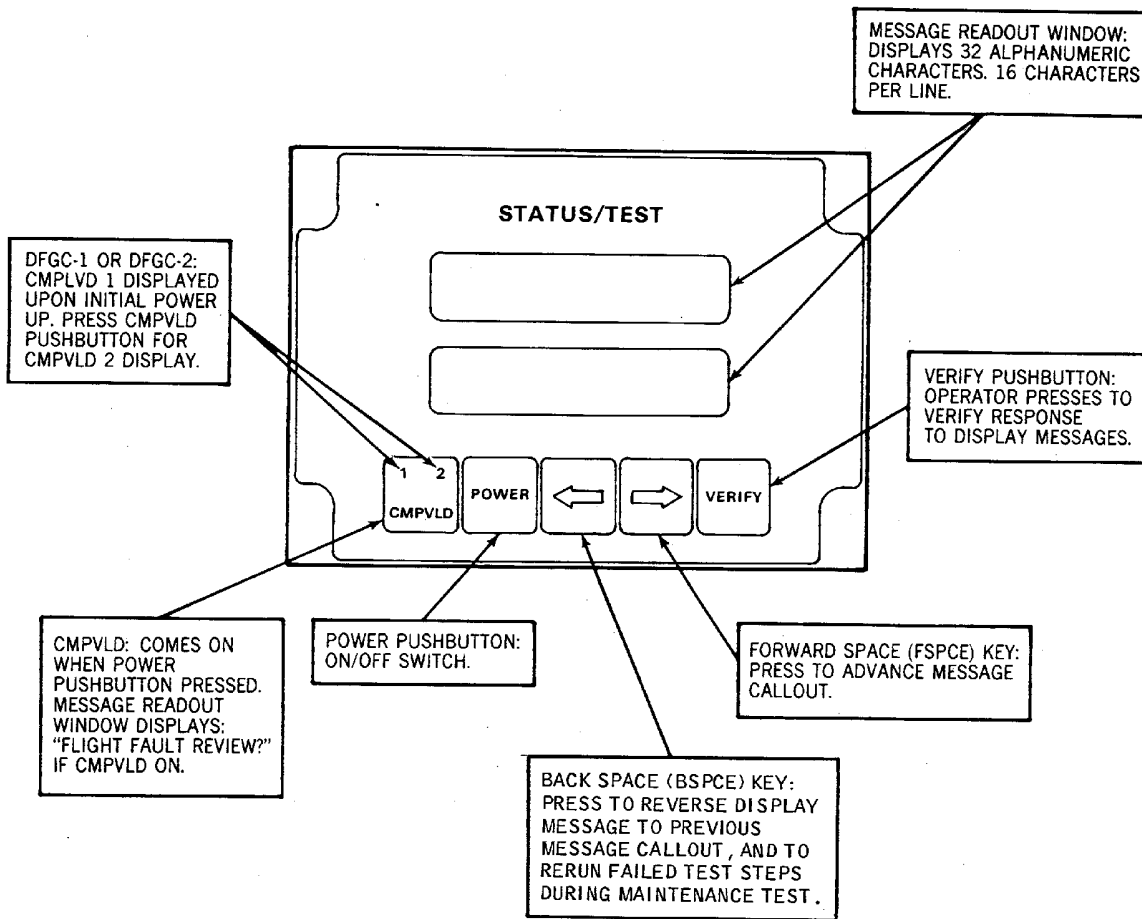 MESSAGE READOUT WINDOW:
DISPLAYS 32 ALPHANUMERIC
CHARACTERS. 16 CHARACTERS
PER LINE.
STATUS/TEST
DFGC-1 OR DFGC-2:
CMPLVD 1 DISPLAYED
UPON INITIAL POWER
UP. PRESS CMPVLD
PUSHBUTTON FOR
CMPVLD 2 DISPLAY.
VERIFY PUSHBUTTON:
OPERATOR PRESSES TO
VERIFY RESPONSE
TO DISPLAY MESSAGES.
1 2
CMPVLD
POWER
VERIFY
CMPVLD: COMES ON
WHEN POWER
PUSHBUTTON PRESSED.
MESSAGE READOUT
WINDOW DISPLAYS:
"FLIGHT FAULT REVIEW?"
IF CMPVLD ON.
POWER PUSHBUTTON:
ON/OFF SWITCH.
FORWARD SPACE (FSPCE) KEY:
PRESS TO ADVANCE MESSAGE
CALLOUT.
BACK SPACE (BSPCE) KEY:
PRESS TO REVERSE DISPLAY
MESSAGE TO PREVIOUS
MESSAGE CALLOUT, AND TO
RERUN FAILED TEST STEPS
DURING MAINTENANCE TEST.